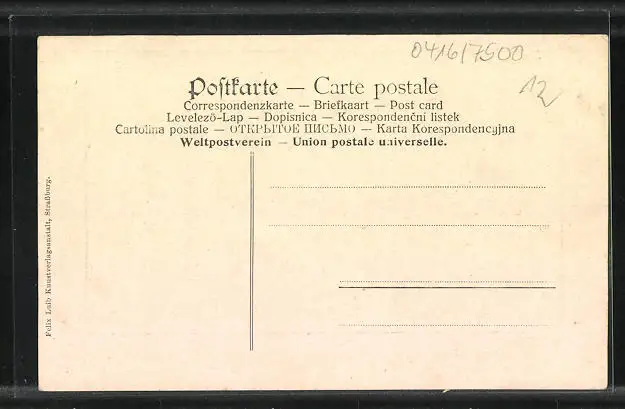 0416/7500
12
Postkarte — Carte postale
Correspondenzkarte — Briefkaart — Post card
Levelező-Lap — Dopisnica — Korespondenční lístek
Cartolina postale — ОТКРЫТОЕ ПИСЬМО — Karta Korespondencyjna
Weltpostverein — Union postale universelle.
Felix Luib Kunstverlagsanstalt, Straßburg.